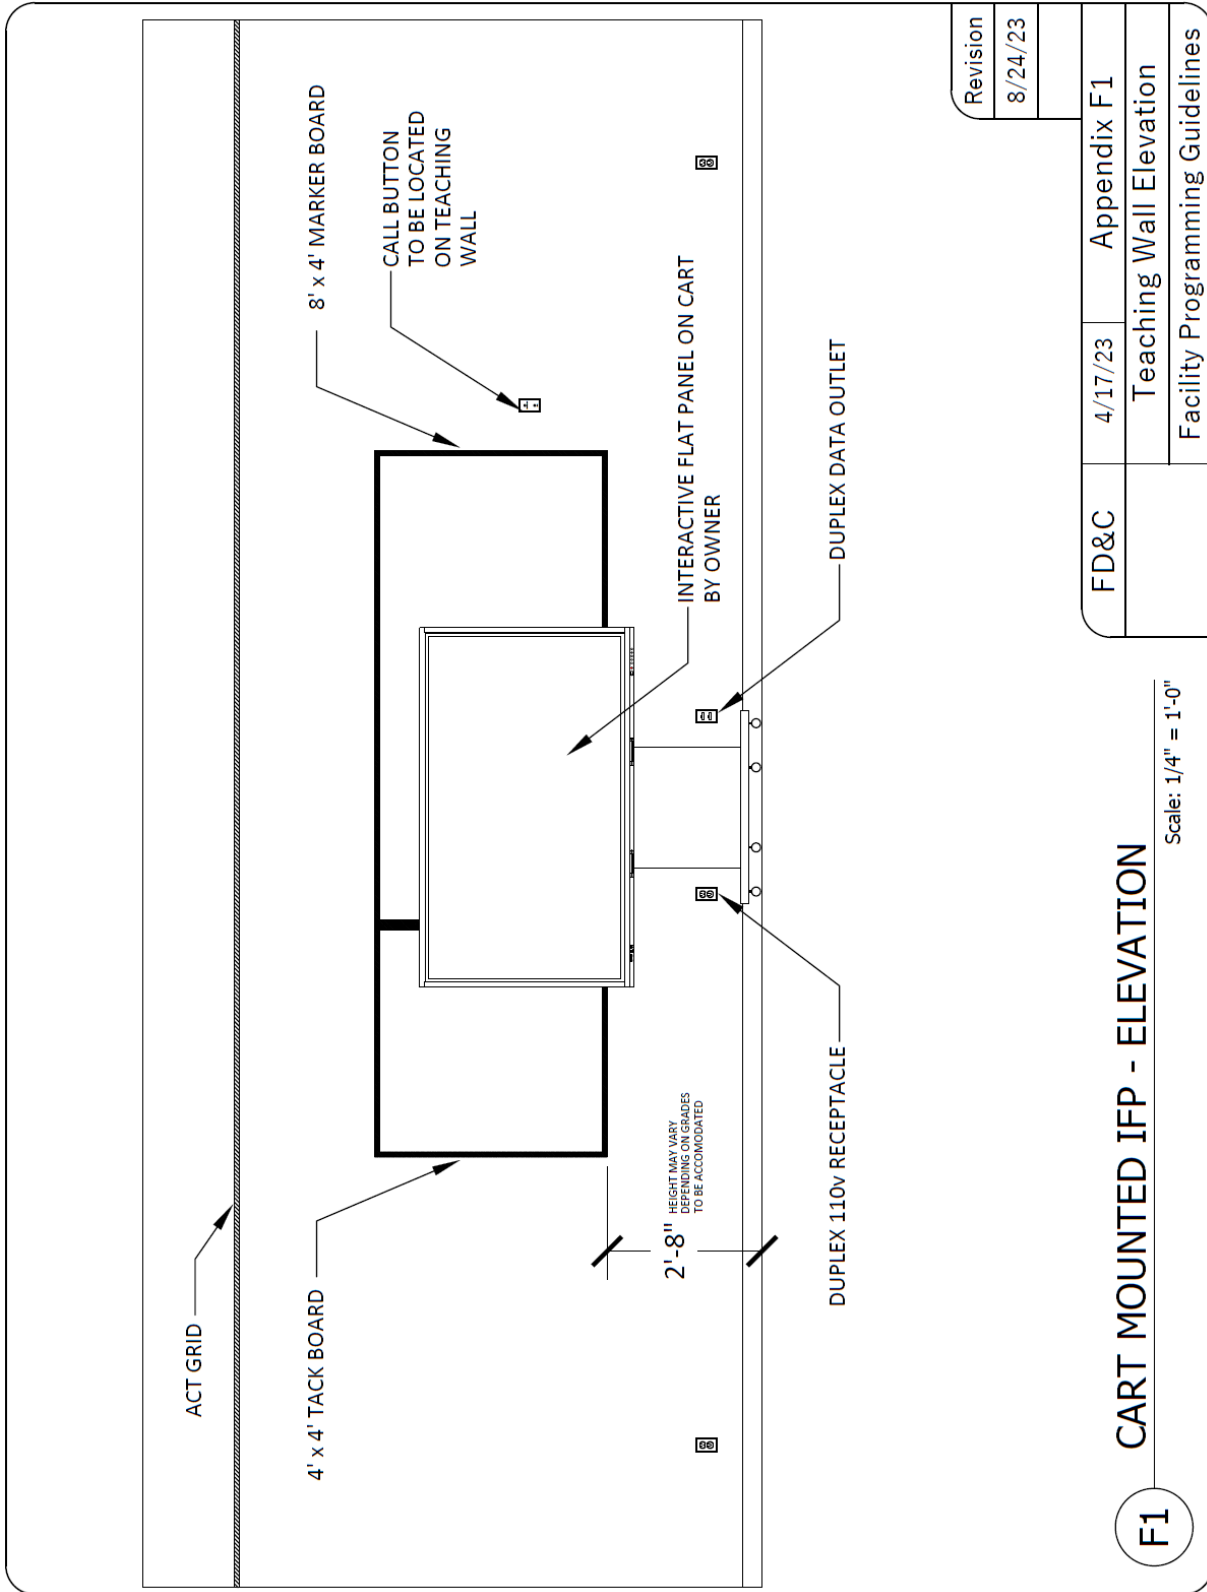 ACT GRID
4' x 4' TACK BOARD
8' x 4' MARKER BOARD
CALL BUTTON
TO BE LOCATED
ON TEACHING
WALL
INTERACTIVE FLAT PANEL ON CART
BY OWNER
2'-8"
HEIGHT MAY VARY
DEPENDING ON GRADES
TO BE ACCOMODATED
DUPLEX 110v RECEPTACLE
DUPLEX DATA OUTLET
F1
CART MOUNTED IFP - ELEVATION
Scale: 1/4" = 1'-0"
Revision
8/24/23
FD&C
4/17/23
Appendix F1
Teaching Wall Elevation
Facility Programming Guidelines